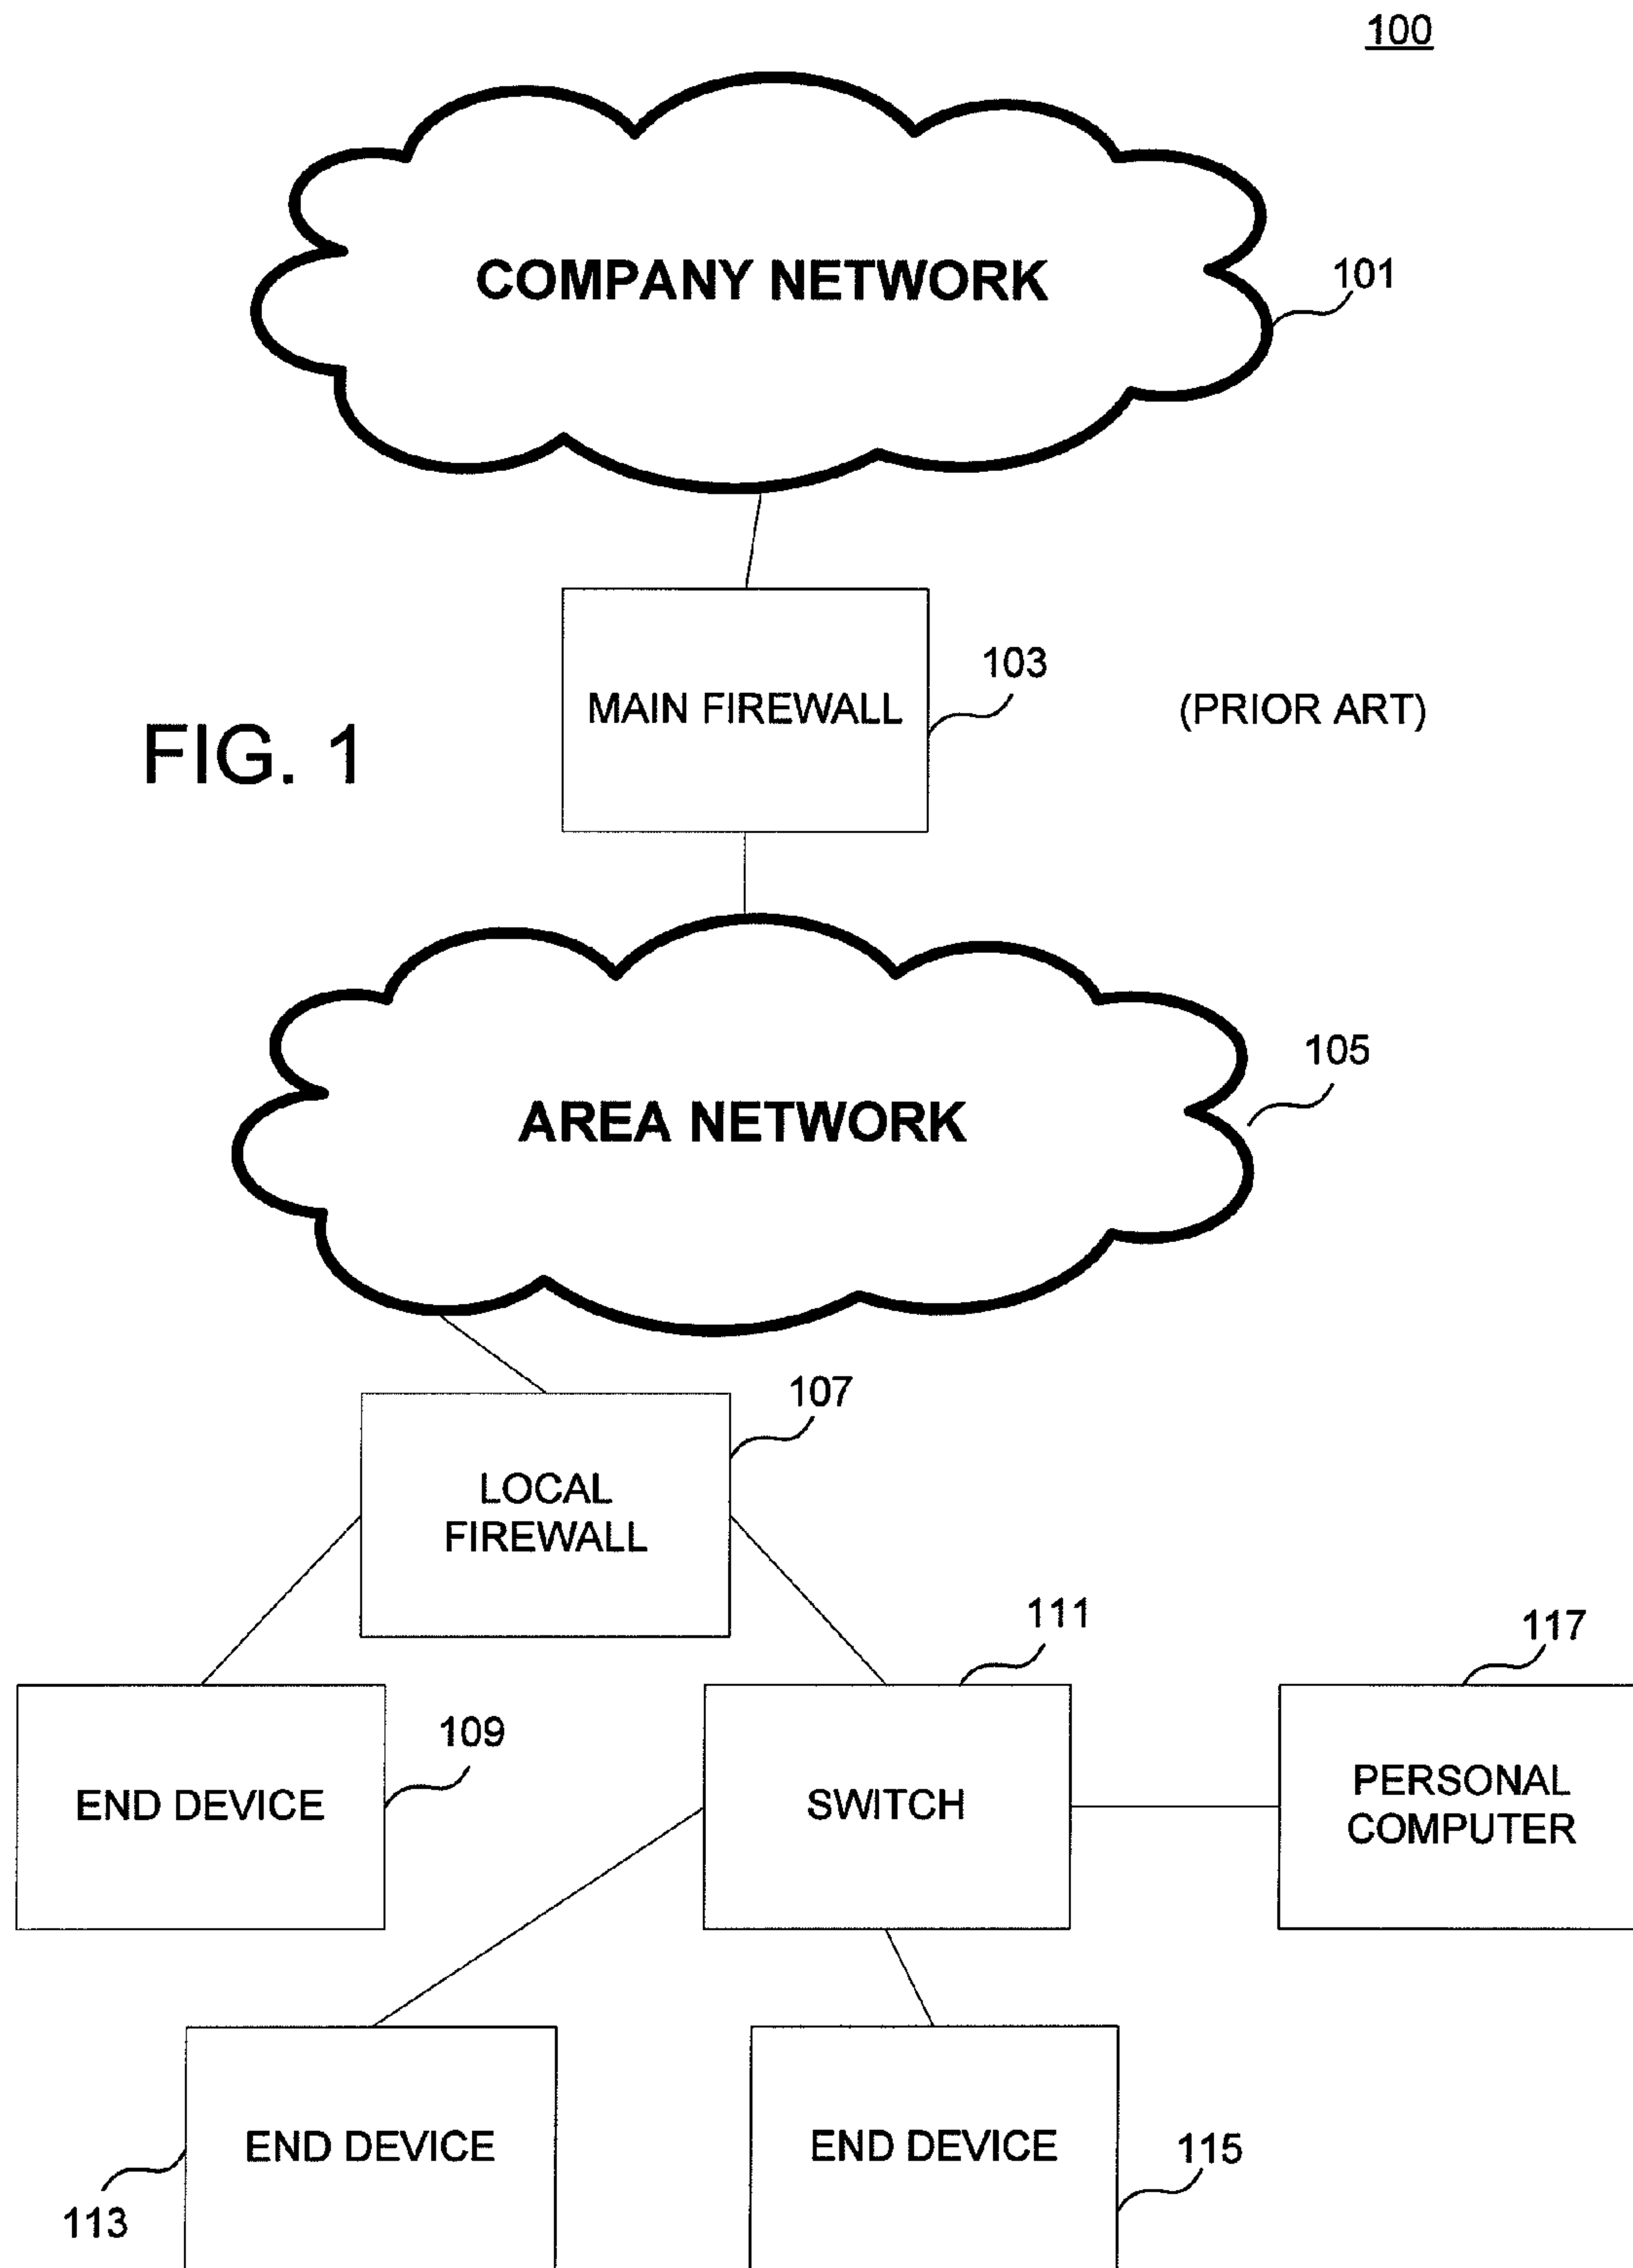 100
COMPANY NETWORK
101
103
MAIN FIREWALL
(PRIOR ART)
FIG. 1
105
AREA NETWORK
107
LOCAL
FIREWALL
111
117
109
END DEVICE
SWITCH
PERSONAL
COMPUTER
END DEVICE
END DEVICE
115
113